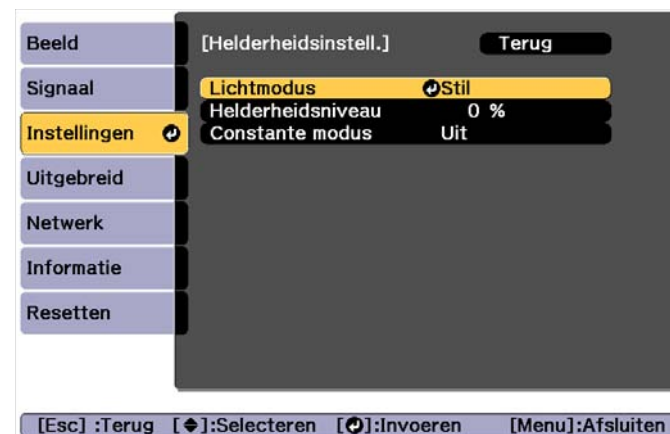 Beeld
Signaal
Instellingen
Uitgebreid
Netwerk
Informatie
Resetten
[Helderheidsinstell.] Terug
Lichtmodus Stil
Helderheidsniveau 0 %
Constante modus Uit
[Esc] :Terug [◆]:Selecteren [↵]:Invoeren [Menu]:Afsluiten